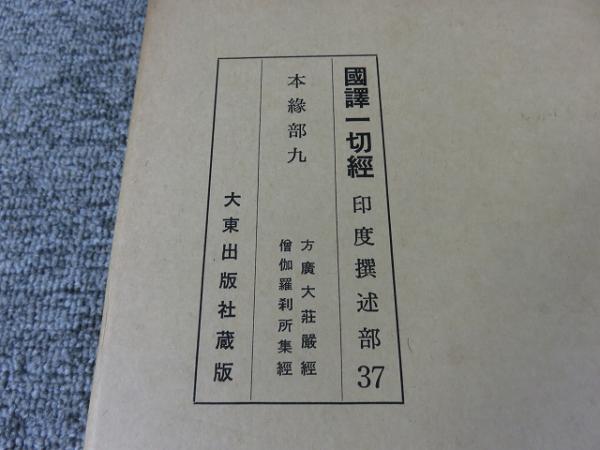 國譯一切經 印度撰述部 37
本緣部九
方廣大莊嚴經
僧伽羅刹所集經
大東出版社蔵版